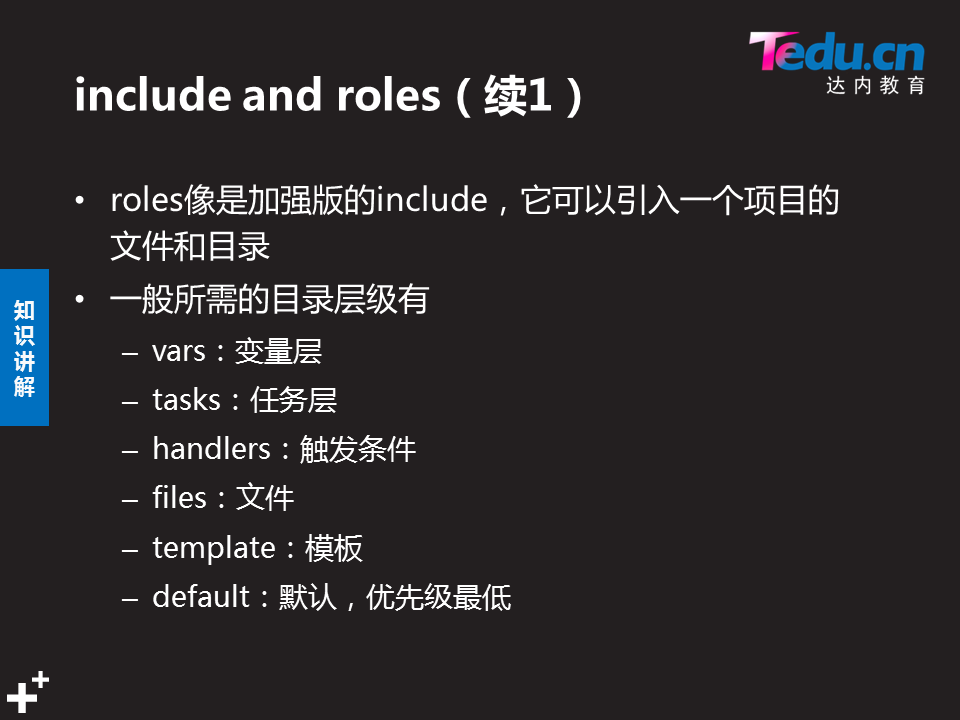 Tedu.cn
达内教育
include and roles（续1）
• roles像是加强版的include，它可以引入一个项目的
文件和目录
• 一般所需的目录层级有
– vars：变量层
– tasks：任务层
– handlers：触发条件
– files：文件
– template：模板
– default：默认，优先级最低
知
识
讲
解